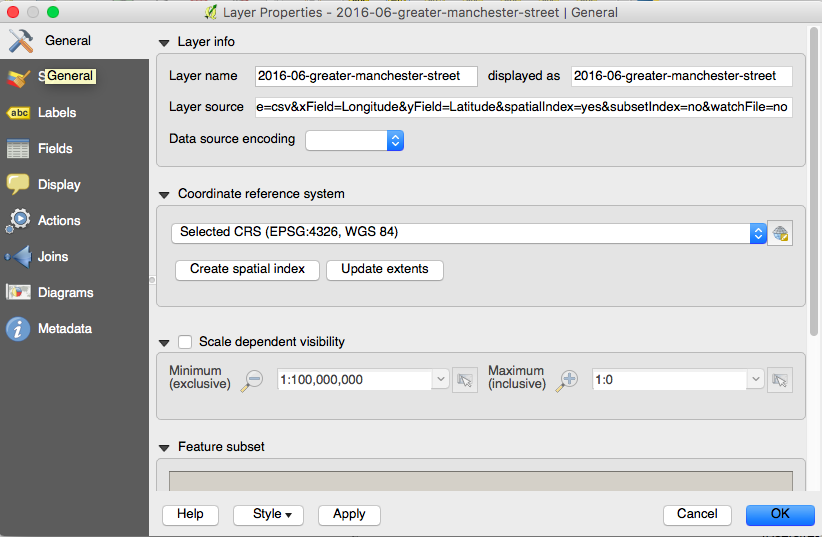 Layer Properties - 2016-06-greater-manchester-street | General
General
S
General
abc Labels
Fields
Display
Actions
Joins
Diagrams
Metadata
Layer info
Layer name 2016-06-greater-manchester-street displayed as 2016-06-greater-manchester-street
Layer source e=csv&xField=Longitude&yField=Latitude&spatialIndex=yes&subsetIndex=no&watchFile=no
Data source encoding
Coordinate reference system
Selected CRS (EPSG:4326, WGS 84)
Create spatial index Update extents
Scale dependent visibility
Minimum (exclusive) 1:100,000,000 Maximum (inclusive) 1:0
Feature subset
Help Style Apply Cancel OK